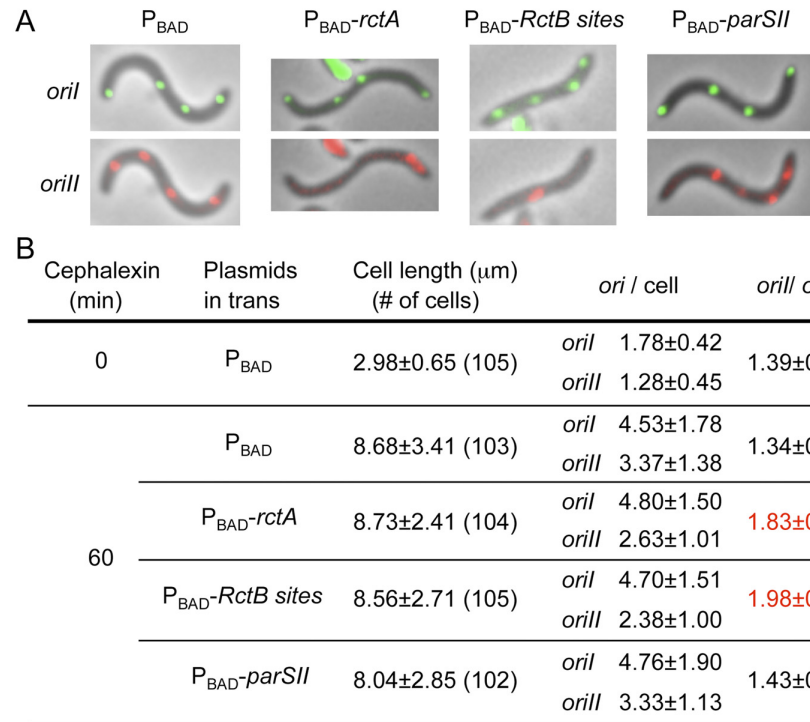 A
PBAD PBAD-rctA PBAD-RctB sites PBAD-parSII
oriI
oriII
B
Cephalexin (min) Plasmids in trans Cell length (μm) (# of cells) ori / cell oriI/
0 PBAD 2.98±0.65 (105) oriI 1.78±0.42 1.39±
oriII 1.28±0.45
60
PBAD 8.68±3.41 (103) oriI 4.53±1.78 1.34±
oriII 3.37±1.38
PBAD-rctA 8.73±2.41 (104) oriI 4.80±1.50 1.83±
oriII 2.63±1.01
PBAD-RctB sites 8.56±2.71 (105) oriI 4.70±1.51 1.98±
oriII 2.38±1.00
PBAD-parSII 8.04±2.85 (102) oriI 4.76±1.90 1.43±
oriII 3.33±1.13